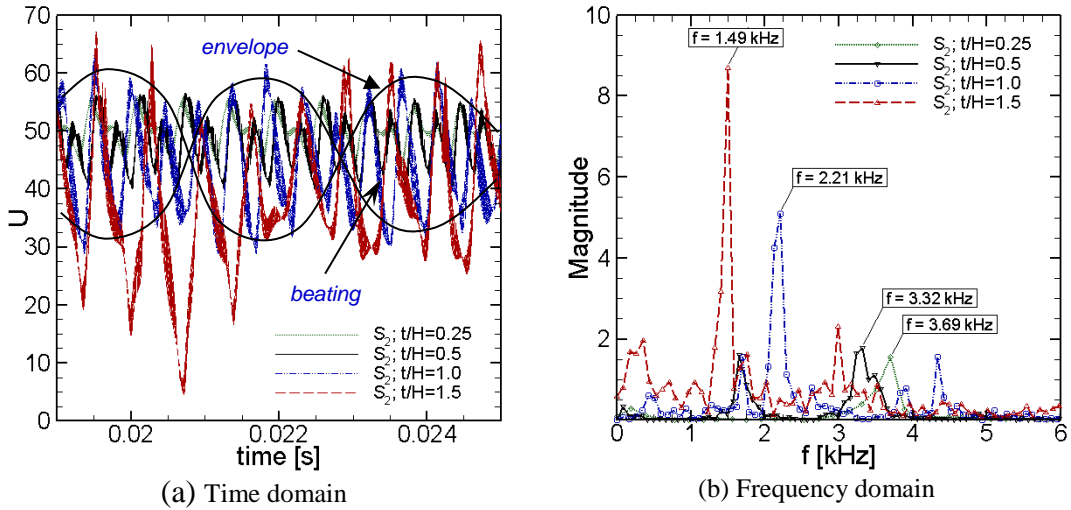 70
60
50
40
30
20
10
0
U
envelope
beating
S2; t/H=0.25
S2; t/H=0.5
S2; t/H=1.0
S2; t/H=1.5
0.02
0.022
0.024
time [s]
(a) Time domain
10
8
6
4
2
0
Magnitude
f = 1.49 kHz
f = 2.21 kHz
f = 3.32 kHz
f = 3.69 kHz
S2; t/H=0.25
S2; t/H=0.5
S2; t/H=1.0
S2; t/H=1.5
0 1 2 3 4 5 6
f [kHz]
(b) Frequency domain